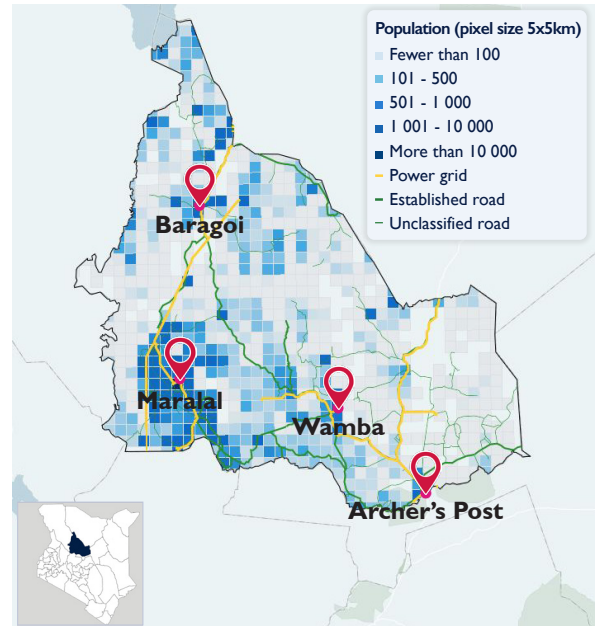 Population (pixel size 5x5km)
Fewer than 100
101 - 500
501 - 1 000
1 001 - 10 000
More than 10 000
Power grid
Established road
Unclassified road
Baragoi
Maralal
Wamba
Archer's Post